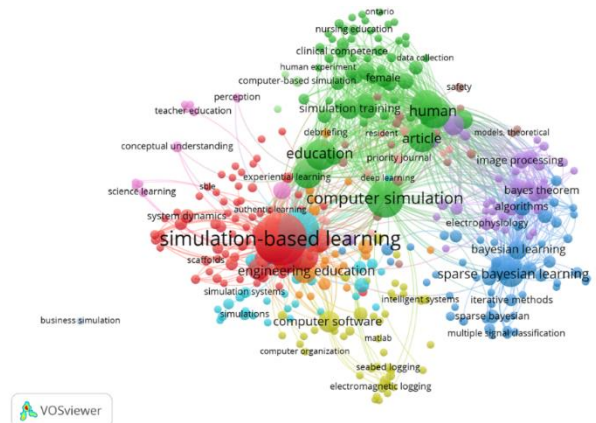 ontario
nursing education
clinical competence
data collection
human experiment
female
computer-based simulation
safety
perception
simulation training
human
teacher education
debriefing
resident
article
models, theoretical
conceptual understanding
education
priority journal
image processing
experiential learning
deep learning
bayes theorem
science learning
sble
computer simulation
algorithms
authentic learning
system dynamics
electrophysiology
simulation-based learning
bayesian learning
scaffolds
engineering education
sparse bayesian learning
simulation systems
intelligent systems
iterative methods
business simulation
simulations
computer software
sparse bayesian
matlab
multiple signal classification
computer organization
seabed logging
electromagnetic logging
VOSviewer